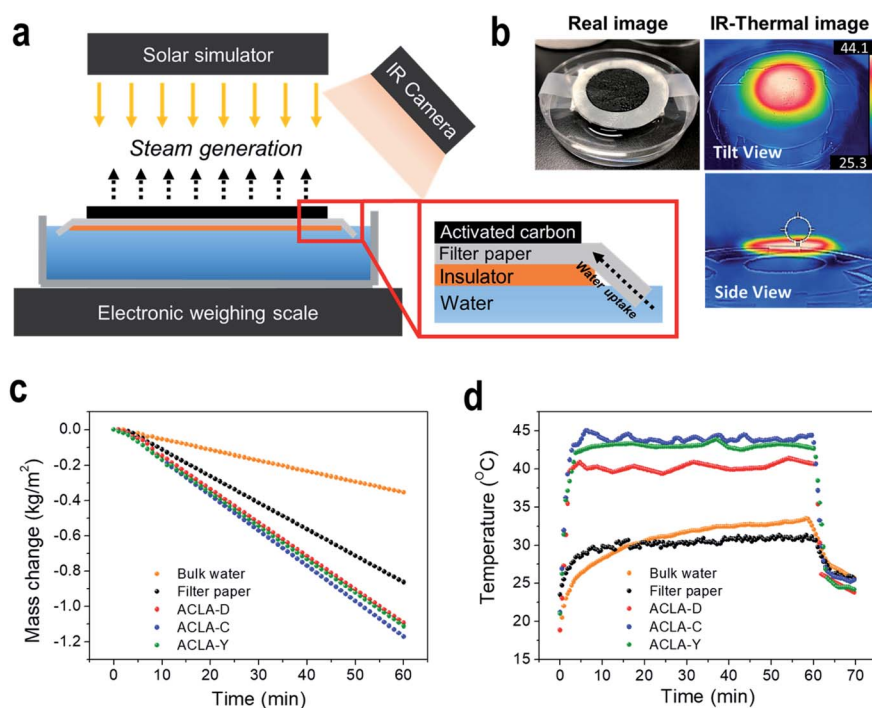 a
Solar simulator
IR Camera
Steam generation
Electronic weighing scale
Activated carbon
Filter paper
Insulator
Water
Water uptake
b
Real image
IR-Thermal image
44.1
Tilt View
25.3
Side View
c
Mass change (kg/m²)
0.0
-0.2
-0.4
-0.6
-0.8
-1.0
-1.2
Bulk water
Filter paper
ACLA-D
ACLA-C
ACLA-Y
0 10 20 30 40 50 60
Time (min)
d
Temperature (°C)
45
40
35
30
25
20
15
Bulk water
Filter paper
ACLA-D
ACLA-C
ACLA-Y
0 10 20 30 40 50 60 70
Time (min)